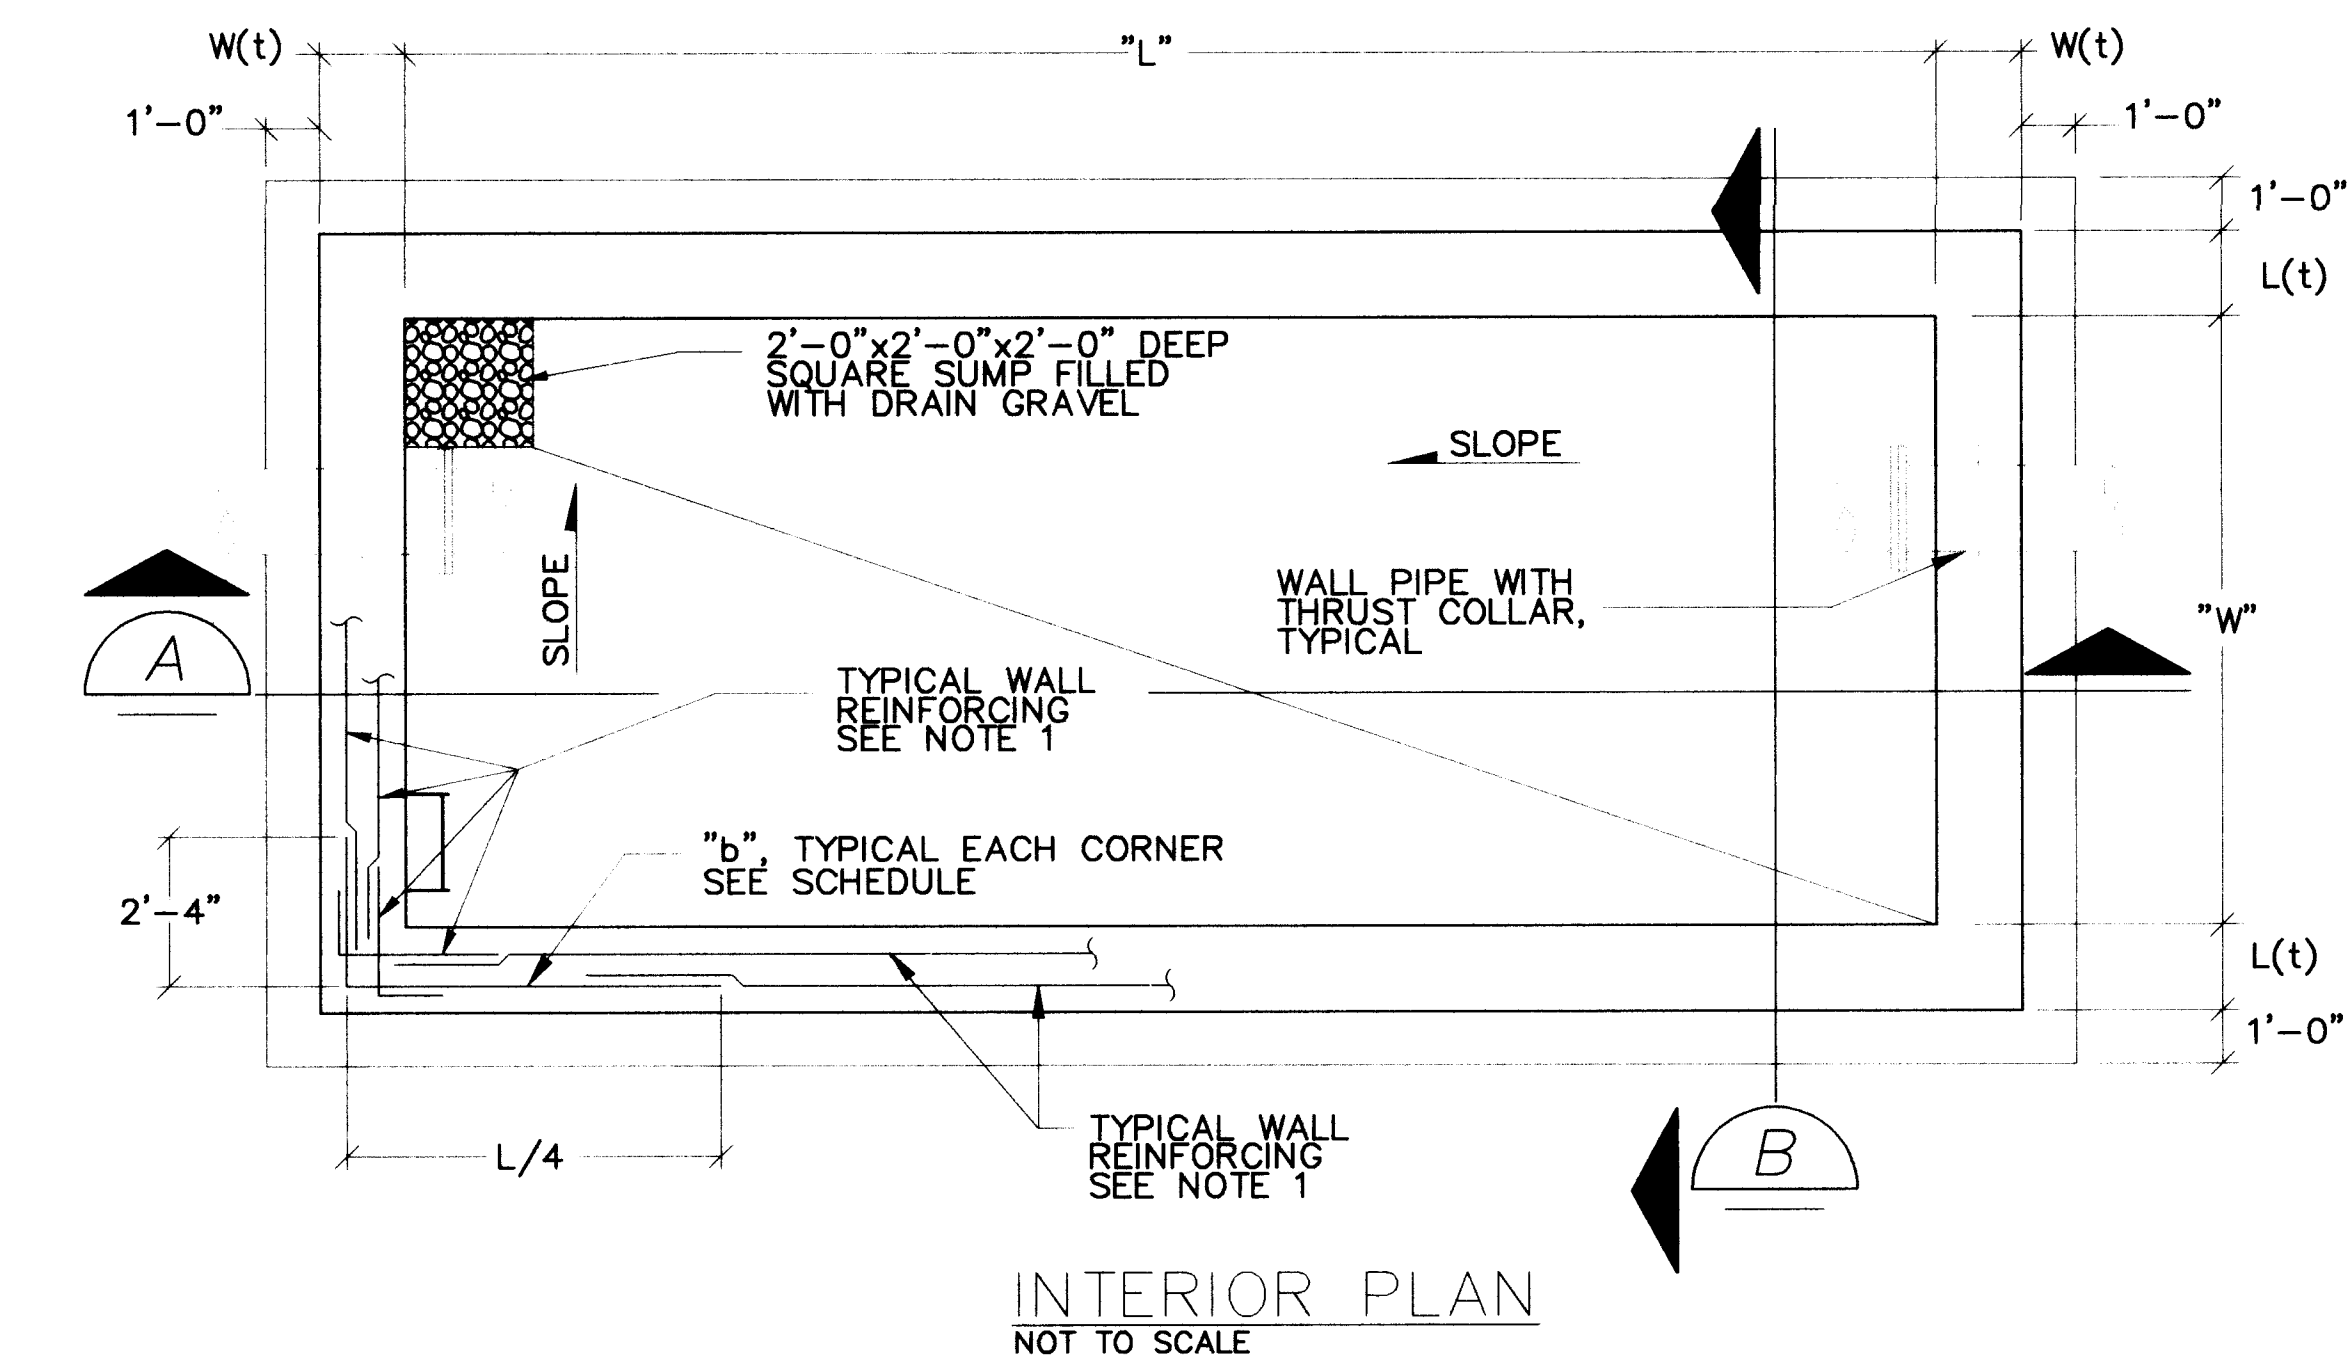 W(t)
"L"
W(t)
1'-0"
1'-0"
1'-0"
L(t)
2'-0"x2'-0"x2'-0" DEEP
SQUARE SUMP FILLED
WITH DRAIN GRAVEL
SLOPE
SLOPE
WALL PIPE WITH
THRUST COLLAR,
TYPICAL
"W"
A
TYPICAL WALL
REINFORCING
SEE NOTE 1
"b", TYPICAL EACH CORNER
SEE SCHEDULE
2'-4"
L(t)
1'-0"
L/4
TYPICAL WALL
REINFORCING
SEE NOTE 1
B
INTERIOR PLAN
NOT TO SCALE